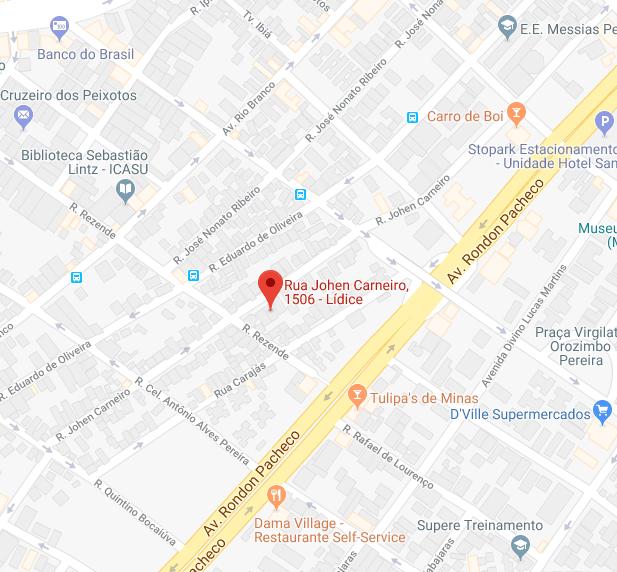 R. Ip
Tv. Ibiá
E.E. Messias Pe
R. José Nonato Ribeiro
Banco do Brasil
Cruzeiro dos Peixotos
Av. Rio Branco
R. José Nonato Ribeiro
Carro de Boi
Stopark Estacionamento
- Unidade Hotel San
Biblioteca Sebastião
Lintz - ICASU
R. Johen Carneiro
R. Rezende
R. José Nonato Ribeiro
R. Eduardo de Oliveira
Av. Rondon Pacheco
Museu
(M
Rua Johen Carneiro,
1506 - Lídice
Avenida Divino Lucas Martins
R. Rezende
Praça Virgilat
Orozimbo
Pereira
nco
R. Eduardo de Oliveira
Rua Carajás
R. Johen Carneiro
R. Cel. Antônio Alves Pereira
Tulipa's de Minas
D'Ville Supermercados
R. Rafael de Lourenço
Av. Rondon Pacheco
R. Quintino Bocaiúva
Dama Village -
Restaurante Self-Service
Supere Treinamento
abajaras
Pacheco